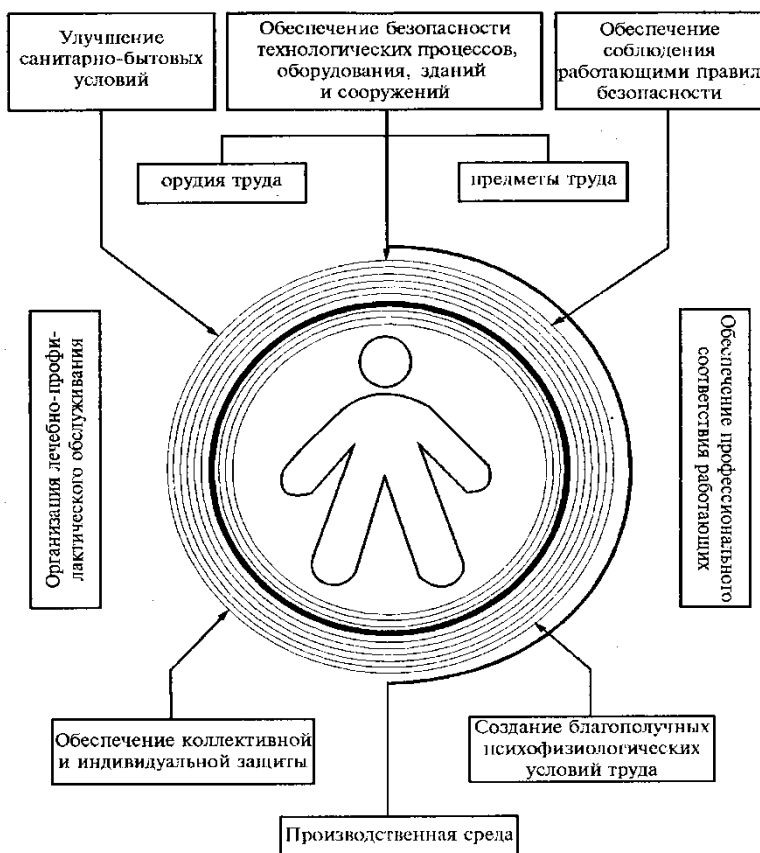 Улучшение
санитарно-бытовых
условий
Обеспечение безопасности
технологических процессов,
оборудования, зданий
и сооружений
Обеспечение
соблюдения
работающими правил
безопасности
орудия труда
предметы труда
Организация лечебно-профи-
лактического обслуживания
Обеспечение профессионального
соответствия работающих
Обеспечение коллективной
и индивидуальной защиты
Создание благополучных
психофизиологических
условий труда
Производственная среда